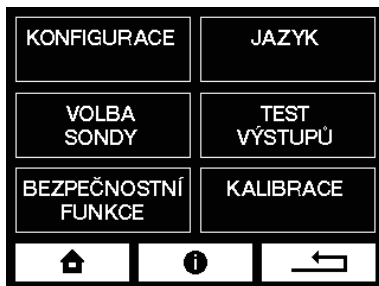 KONFIGURACE
JAZYK
VOLBA
SONDY
TEST
VÝSTUPŮ
BEZPEČNOSTNÍ
FUNKCE
KALIBRACE